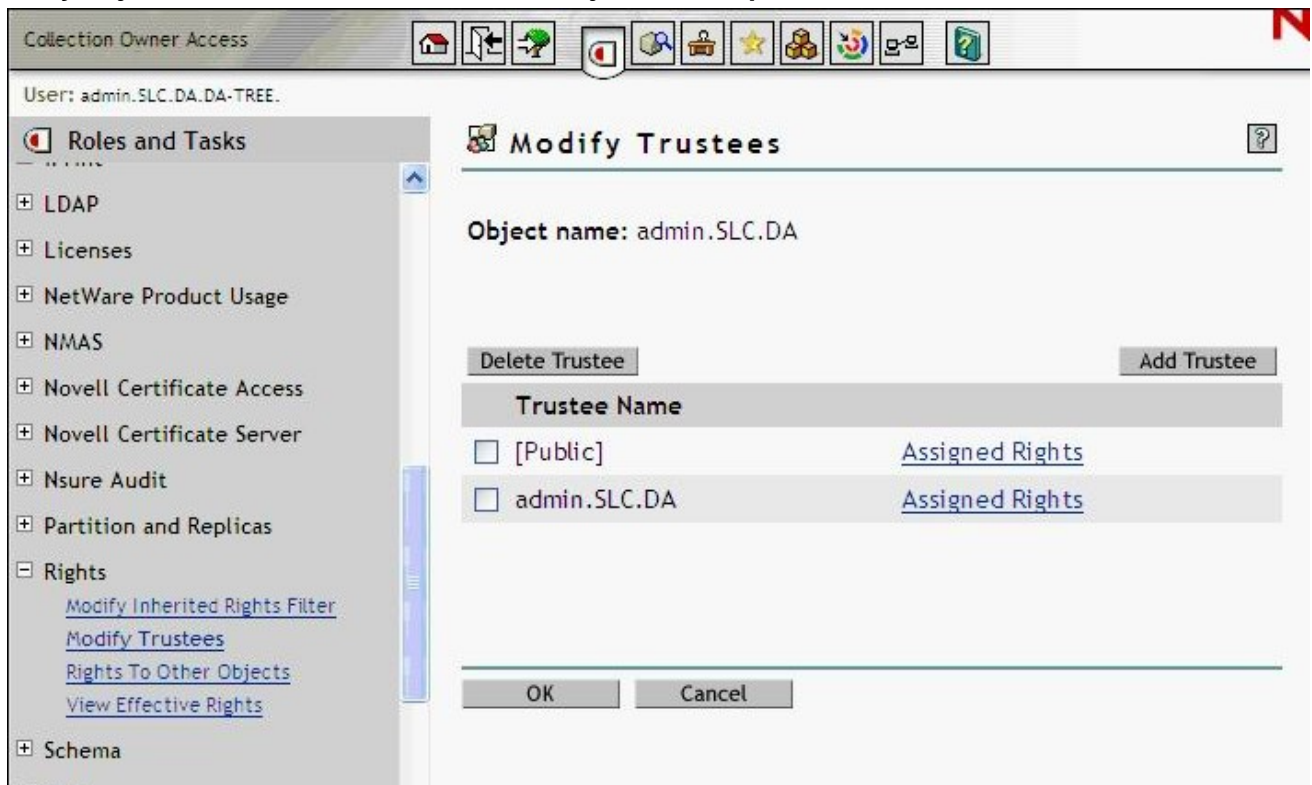 Collection Owner Access
N
User: admin.SLC.DA.DA-TREE.
Roles and Tasks
LDAP
Licenses
NetWare Product Usage
NMAS
Novell Certificate Access
Novell Certificate Server
Nsure Audit
Partition and Replicas
Rights
Modify Inherited Rights Filter
Modify Trustees
Rights To Other Objects
View Effective Rights
Schema
Modify Trustees
?
Object name: admin.SLC.DA
Delete Trustee Add Trustee
Trustee Name
[Public] Assigned Rights
admin.SLC.DA Assigned Rights
OK Cancel